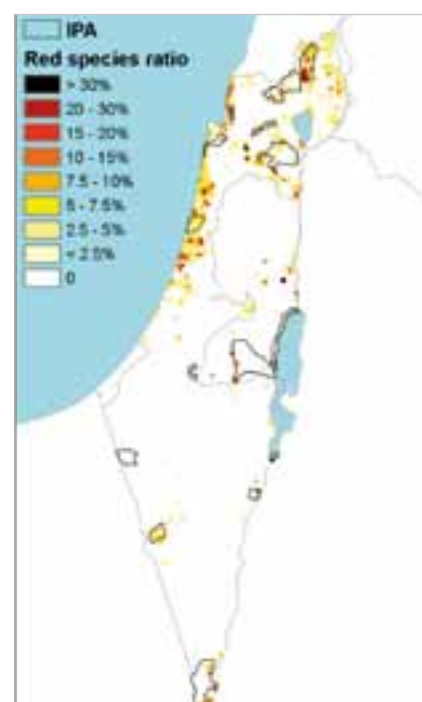 IPA
Red species ratio
> 30%
20 - 30%
15 - 20%
10 - 15%
7.5 - 10%
5 - 7.5%
2.5 - 5%
< 2.5%
0